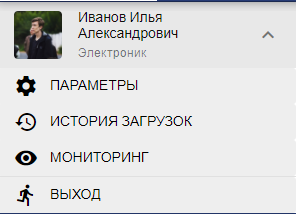 Иванов Илья
Александрович
Электроник
ПАРАМЕТРЫ
ИСТОРИЯ ЗАГРУЗОК
МОНИТОРИНГ
ВЫХОД